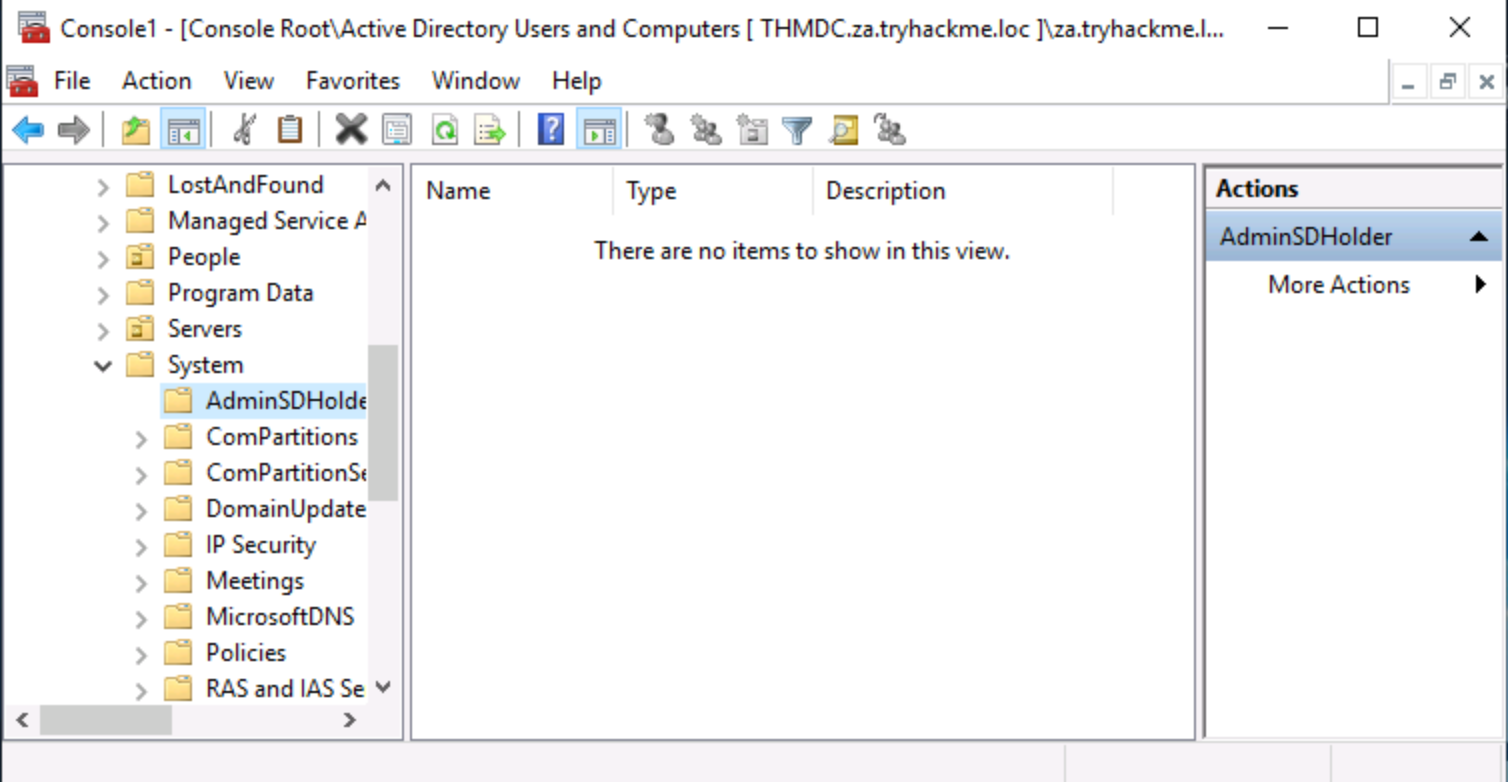 Console1 - [Console Root\Active Directory Users and Computers [ THMDC.za.tryhackme.loc ]\za.tryhackme.l...
File Action View Favorites Window Help
LostAndFound
Managed Service A
People
Program Data
Servers
System
AdminSDHolde
ComPartitions
ComPartitionSe
DomainUpdate
IP Security
Meetings
MicrosoftDNS
Policies
RAS and IAS Se
Name Type Description
There are no items to show in this view.
Actions
AdminSDHolder
More Actions